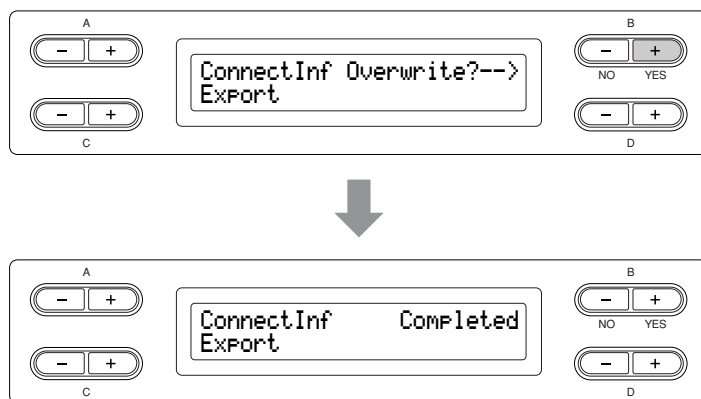 A
B
- +
ConnectInf Overwrite?-->
- +
NO YES
Export
- +
- +
C
D
A
B
- +
ConnectInf Completed
- +
NO YES
Export
- +
- +
C
D